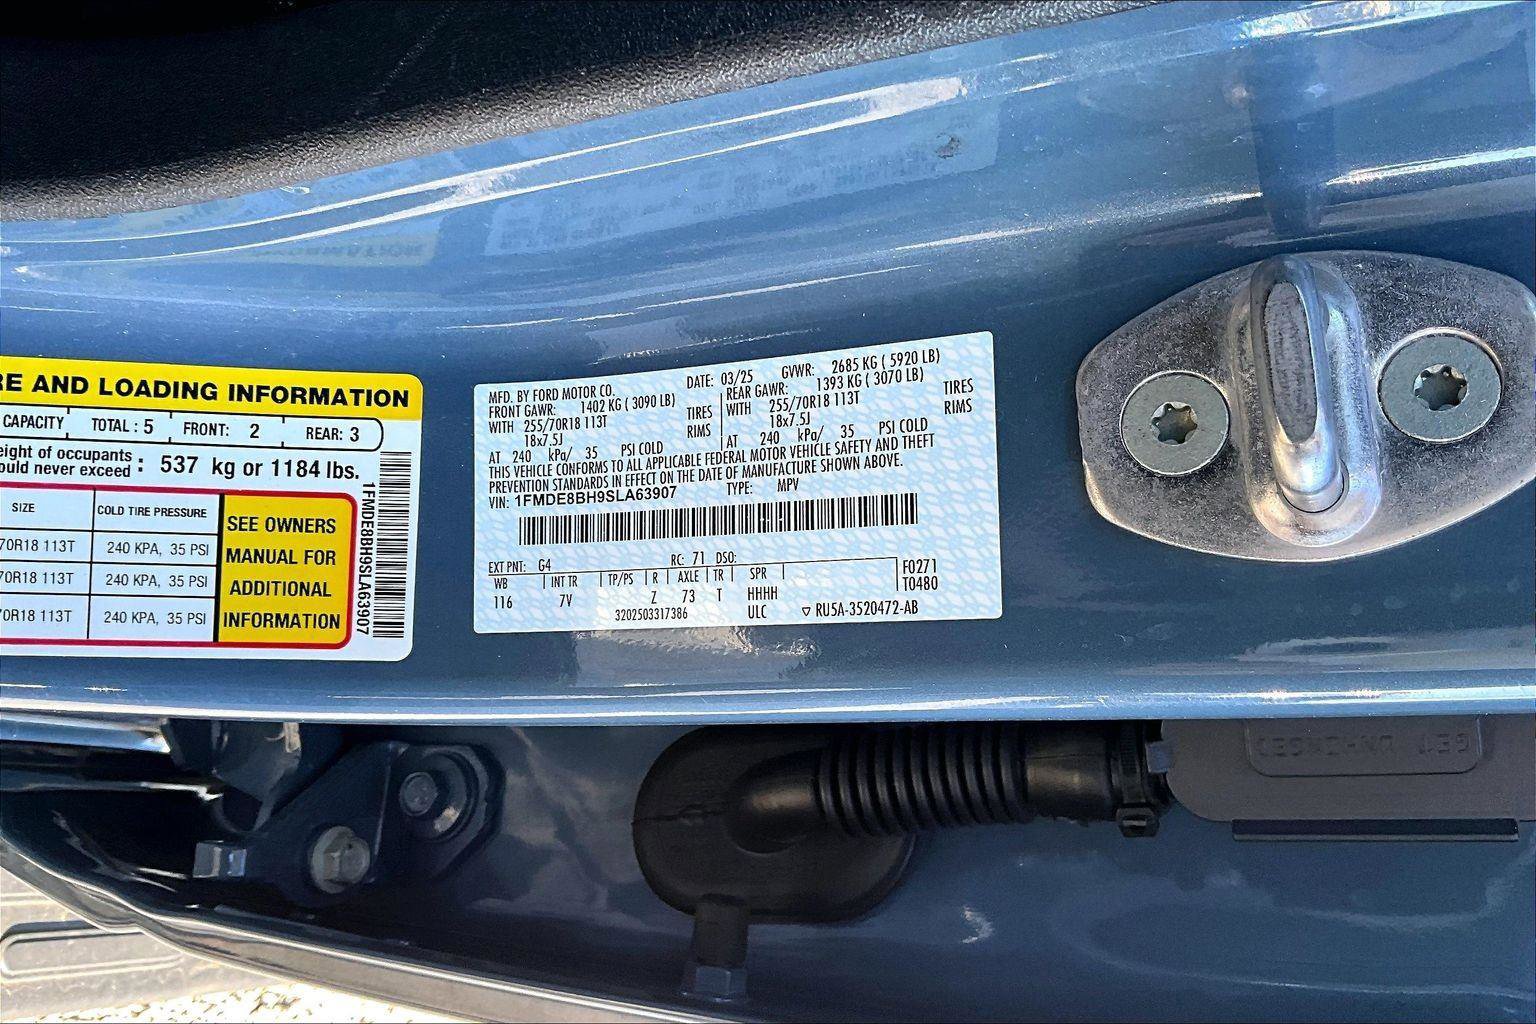 RE AND LOADING INFORMATION
CAPACITY TOTAL : 5 FRONT: 2 REAR: 3
eight of occupants
ould never exceed : 537 kg or 1184 lbs.
SIZE COLD TIRE PRESSURE
70R18 113T 240 KPA, 35 PSI
70R18 113T 240 KPA, 35 PSI
70R18 113T 240 KPA, 35 PSI
SEE OWNERS
MANUAL FOR
ADDITIONAL
INFORMATION
1FMDE8BH9SLA63907
MFD. BY FORD MOTOR CO. DATE: 03/25 GVWR: 2685 KG ( 5920 LB)
FRONT GAWR: 1402 KG ( 3090 LB) REAR GAWR: 1393 KG ( 3070 LB)
WITH 255/70R18 113T TIRES WITH 255/70R18 113T TIRES
18x7.5J RIMS 18x7.5J RIMS
AT 240 kPa/ 35 PSI COLD AT 240 kPa/ 35 PSI COLD
THIS VEHICLE CONFORMS TO ALL APPLICABLE FEDERAL MOTOR VEHICLE SAFETY AND THEFT
PREVENTION STANDARDS IN EFFECT ON THE DATE OF MANUFACTURE SHOWN ABOVE.
VIN: 1FMDE8BH9SLA63907 TYPE: MPV
EXT PNT: G4 RC: 71 DSO:
WB INT TR TP/PS R AXLE TR SPR F0271
116 7V Z 73 T HHHH T0480
3202503317386 ULC ▽ RU5A-3520472-AB